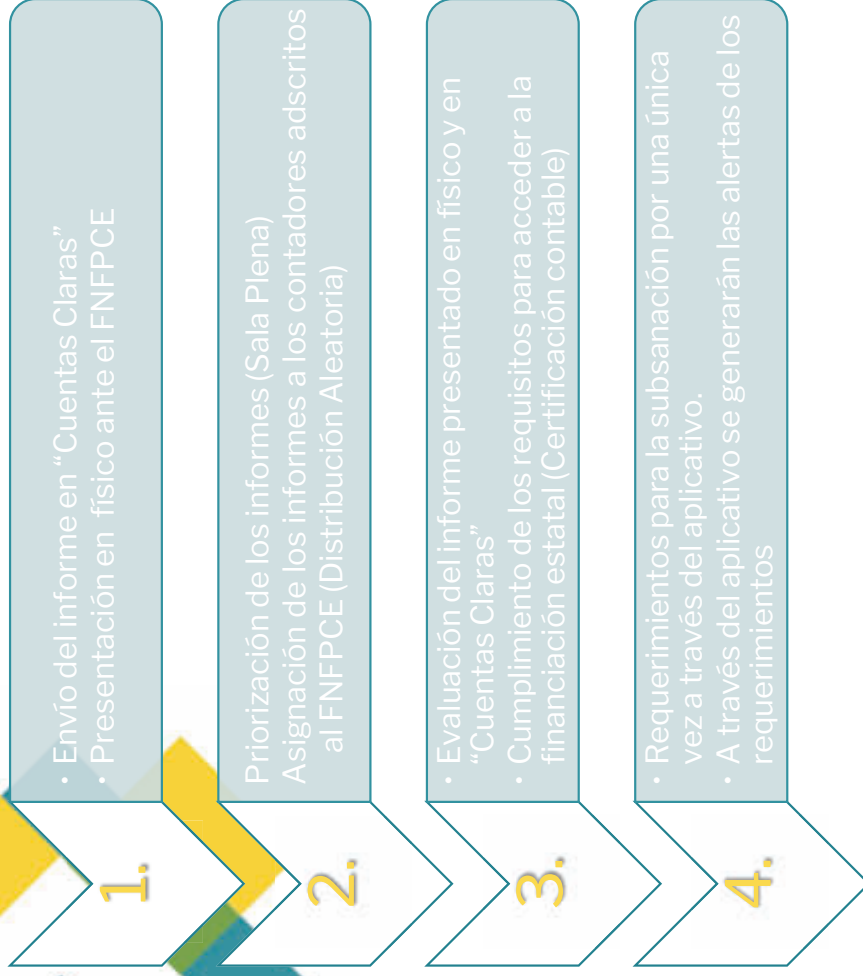 1.
• Envío del informe en “Cuentas Claras”
• Presentación en físico ante el FNFPCE
2.
Priorización de los informes (Sala Plena)
Asignación de los informes a los contadores adscritos
al FNFPCE (Distribución Aleatoria)
3.
• Evaluación del informe presentado en físico y en
“Cuentas Claras”
• Cumplimiento de los requisitos para acceder a la
financiación estatal (Certificación contable)
4.
• Requerimientos para la subsanación por una única
vez a través del aplicativo.
• A través del aplicativo se generarán las alertas de los
requerimientos